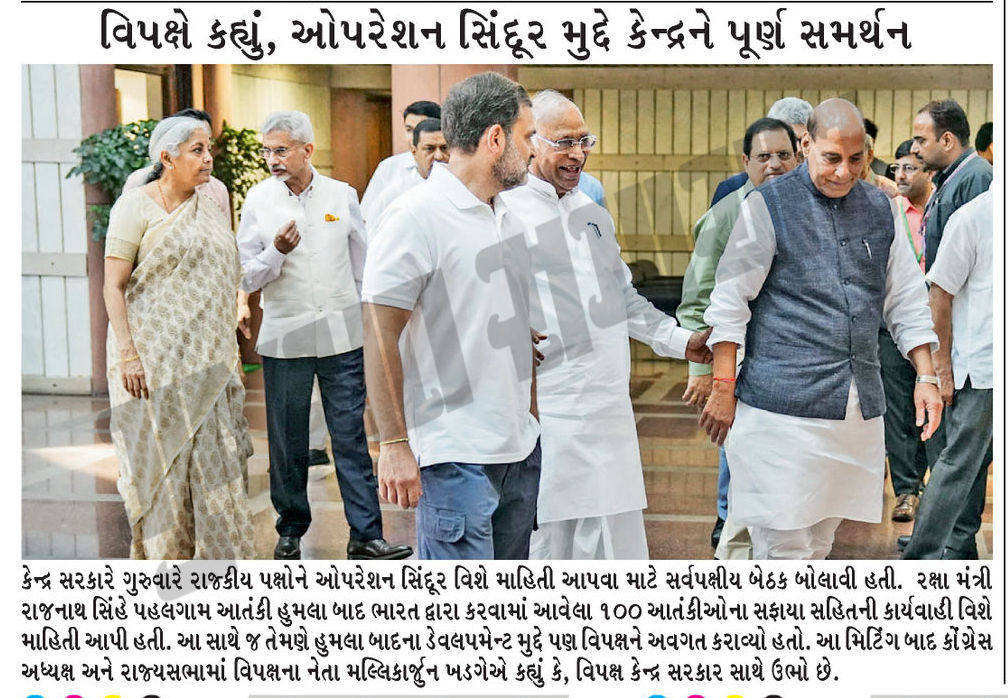 વિપક્ષે કહ્યું, ઓપરેશન સિંદૂર મુદ્દે કેન્દ્રને પૂર્ણ સમર્થન
કેન્દ્ર સરકારે ગુરુવારે રાજકીય પક્ષોને ઓપરેશન સિંદૂર વિશે માહિતી આપવા માટે સર્વપક્ષીય બેઠક બોલાવી હતી. રક્ષા મંત્રી
રાજનાથ સિંહે પહલગામ આતંકી હુમલા બાદ ભારત દ્વારા કરવામાં આવેલા ૧૦૦ આતંકીઓના સફાયા સહિતની કાર્યવાહી વિશે
માહિતી આપી હતી. આ સાથે જ તેમણે હુમલા બાદના ડેવલપમેન્ટ મુદ્દે પણ વિપક્ષને અવગત કરાવ્યો હતો. આ મિટિંગ બાદ કોંગ્રેસ
અધ્યક્ષ અને રાજ્યસભામાં વિપક્ષના નેતા મલ્લિકાર્જુન ખડગેએ કહ્યું કે, વિપક્ષ કેન્દ્ર સરકાર સાથે ઉભો છે.